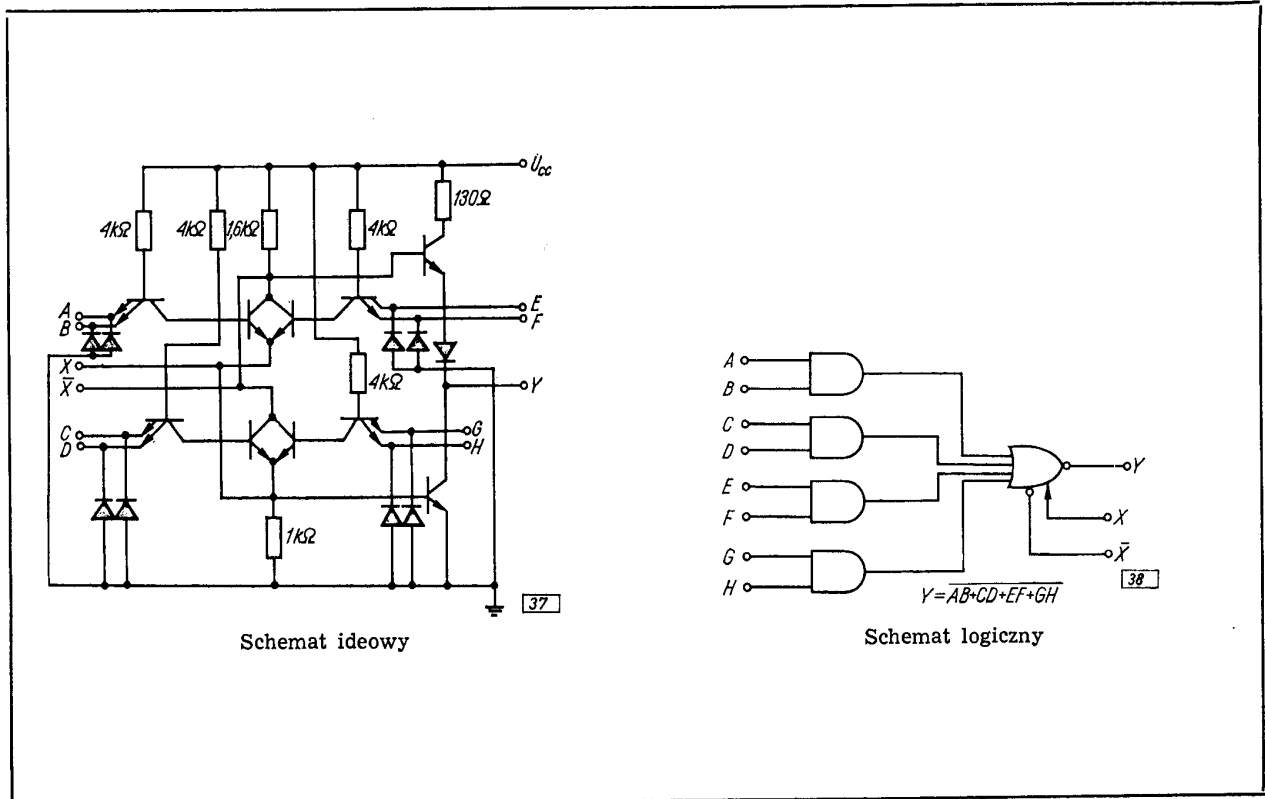 U_cc
130Ω
4kΩ
4kΩ
1,6kΩ
4kΩ
A
B
E
F
X
X̅
4kΩ
Y
C
D
G
H
1kΩ
37
Schemat ideowy
A
B
C
D
E
F
G
H
Y
X
X̅
38
Y=\overline{AB+CD+EF+GH}
Schemat logiczny